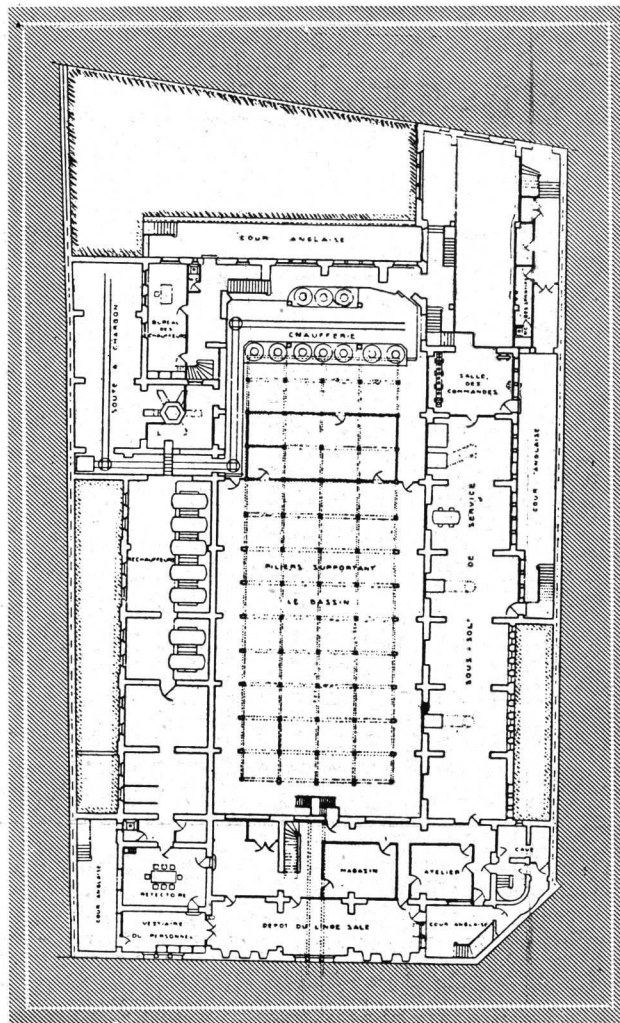 COUR ANGLAISE
BUREAU
DES
CHAUFFEURS
SOUTE A CHARBON
CHAUFFERIE
SALLE
DES
COMMANDES
COUR ANGLAISE
RECHAUFFEURS
PILIERS SUPPORTANT
LE BASSIN
SOUS-SOL DE SERVICE
COUR ANGLAISE
REFECTOIRE
MAGASIN
ATELIER
CAVE
VESTIAIRE
DU PERSONNEL
DEPOT DU LINGE SALE
COUR ANGLAISE